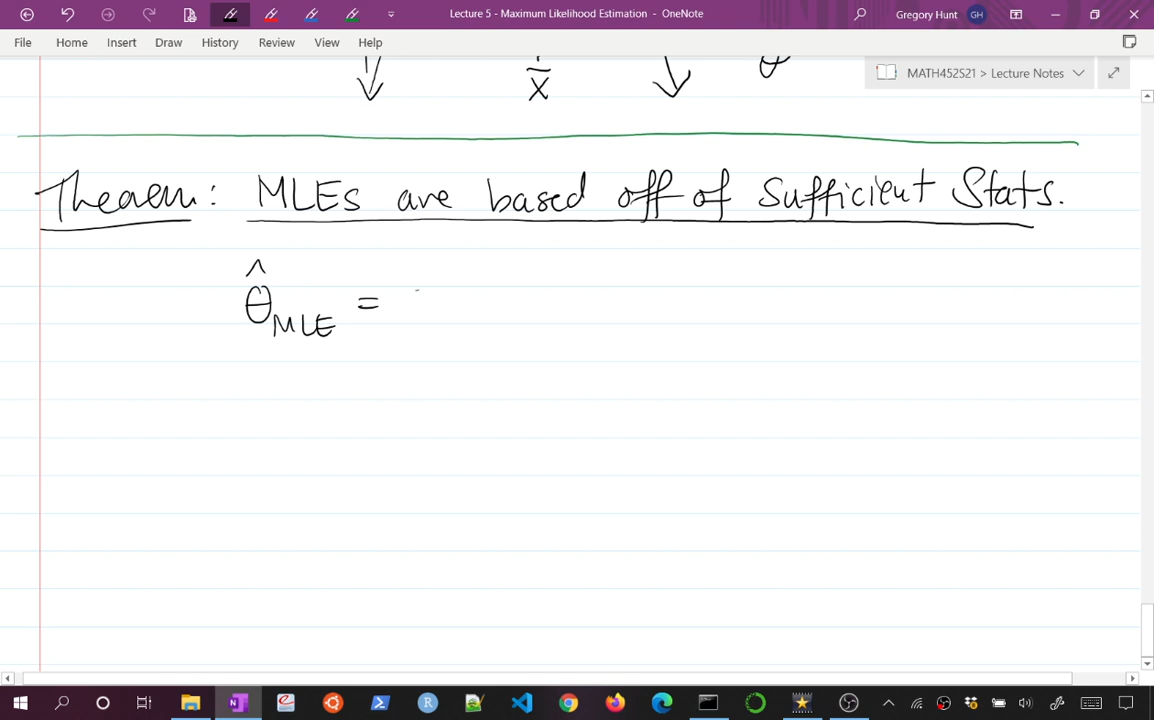 Lecture 5 - Maximum Likelihood Estimation - OneNote
Gregory Hunt GH
File Home Insert Draw History Review View Help
MATH452S21 > Lecture Notes
x̃ θ
Theorem: MLEs are based off of Sufficient Stats.
θ̂ MLE =